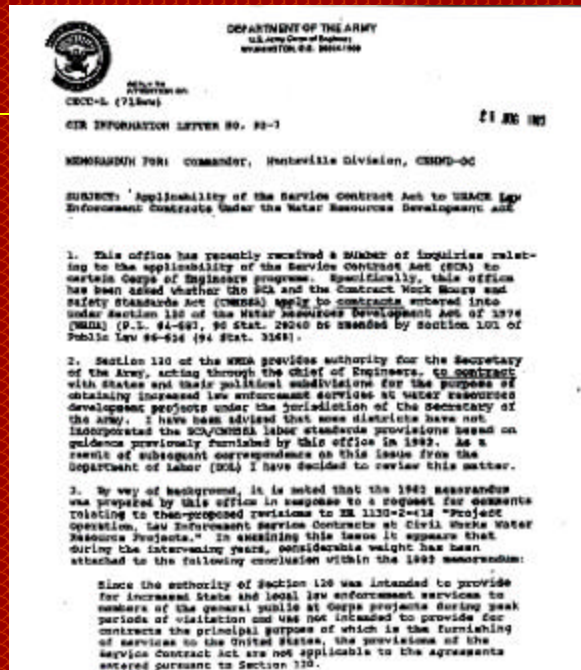 DEPARTMENT OF THE ARMY
U.S. Army Corps of Engineers
WASHINGTON, D.C.
REPLY TO
ATTENTION OF:
CECC-L (715ww)
CIR INFORMATION LETTER NO.
MEMORANDUM FOR: Commander, Huntsville Division,
SUBJECT: Applicability of the Service Contract Act to USACE Law
Enforcement Contracts Under the Water Resources Development Act
1. This office has recently received a number of inquiries relat-
ing to the applicability of the Service Contract Act (SCA) to
certain Corps of Engineers programs. Specifically, this office
has been asked whether the SCA and the Contract Work Hours and
Safety Standards Act (CWHSSA) apply to contracts entered into
under Section 120 of the Water Resources Development Act of 1976
(WRDA) (P.L. 90 Stat. as amended by Section 101 of
Public Law (94 Stat.
2. Section 120 of the WRDA provides authority for the Secretary
of the Army, acting through the Chief of Engineers, to contract
with States and their political subdivisions for the purpose of
obtaining increased law enforcement services at water resources
development projects under the jurisdiction of the Secretary of
the Army. I have been advised that some districts have not
incorporated the SCA/CWHSSA labor standards provisions based on
guidance previously furnished by this office in 1982. As a
result of subsequent correspondence on this issue from the
Department of Labor (DOL) I have decided to review this matter.
3. By way of background, it is noted that the 1982 memorandum
was prepared by this office in response to a request for comments
relating to then-proposed revisions to ER "Project
Operation, Law Enforcement Service Contracts at Civil Works Water
Resource Projects." In examining this issue it appears that
during the intervening years, considerable weight has been
attached to the following conclusion within the 1982 memorandum:
Since the authority of Section 120 was intended to provide
for increased State and local law enforcement services to
members of the general public at Corps projects during peak
periods of visitation and was not intended to provide for
contracts the principal purpose of which is the furnishing
of services to the United States, the provisions of the
Service Contract Act are not applicable to the agreements
entered pursuant to Section 120.